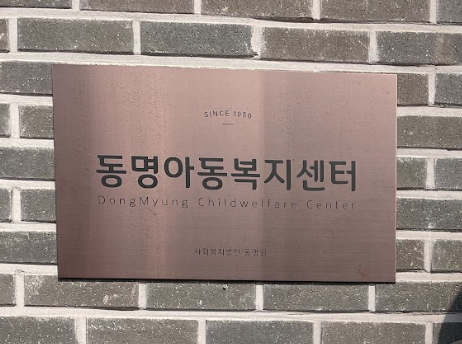 SINCE 1950
동명아동복지센터
DongMyung Childwelfare Center
사회복지법인 동명원